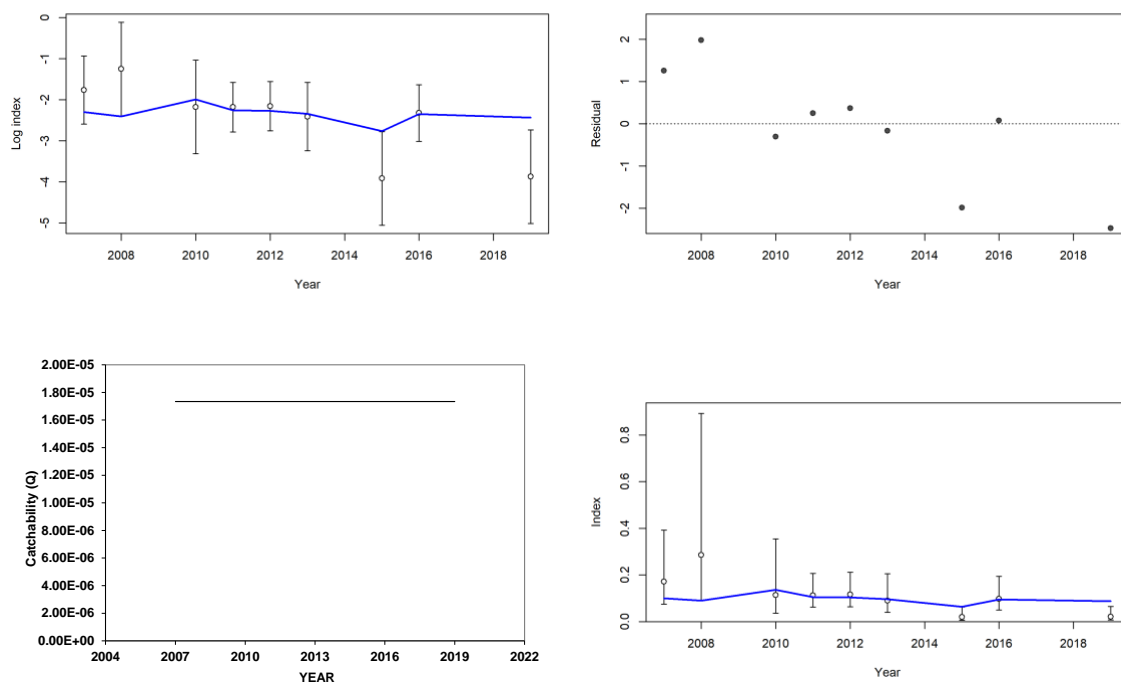 0
-1
-2
-3
-4
-5
Log index
2008 2010 2012 2014 2016 2018
Year
2
1
0
-1
-2
Residual
2008 2010 2012 2014 2016 2018
Year
2.00E-05
1.80E-05
1.60E-05
1.40E-05
1.20E-05
1.00E-05
8.00E-06
6.00E-06
4.00E-06
2.00E-06
0.00E+00
Catchability (Q)
2004 2007 2010 2013 2016 2019 2022
YEAR
0.8
0.6
0.4
0.2
0.0
Index
2008 2010 2012 2014 2016 2018
Year